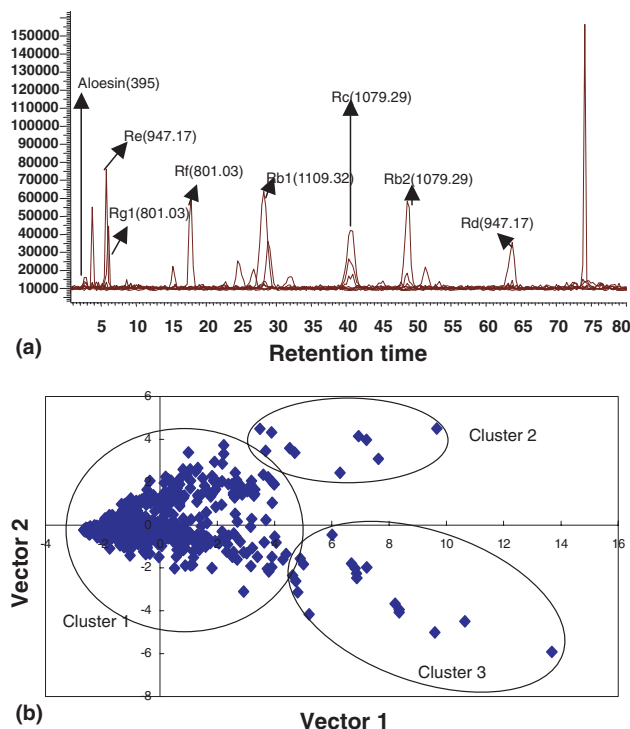 150000
140000
130000
120000
110000
100000
90000
80000
70000
60000
50000
40000
30000
20000
10000
Aloesin(395)
Re(947.17)
Rg1(801.03)
Rf(801.03)
Rb1(1109.32)
Rc(1079.29)
Rb2(1079.29)
Rd(947.17)
5 10 15 20 25 30 35 40 45 50 55 60 65 70 75 80
(a)
Retention time
6
4
2
0
-2
-4
-6
8
-4 -2 0 2 4 6 8 10 12 14 16
Cluster 2
Cluster 1
Cluster 3
Vector 2
(b)
Vector 1